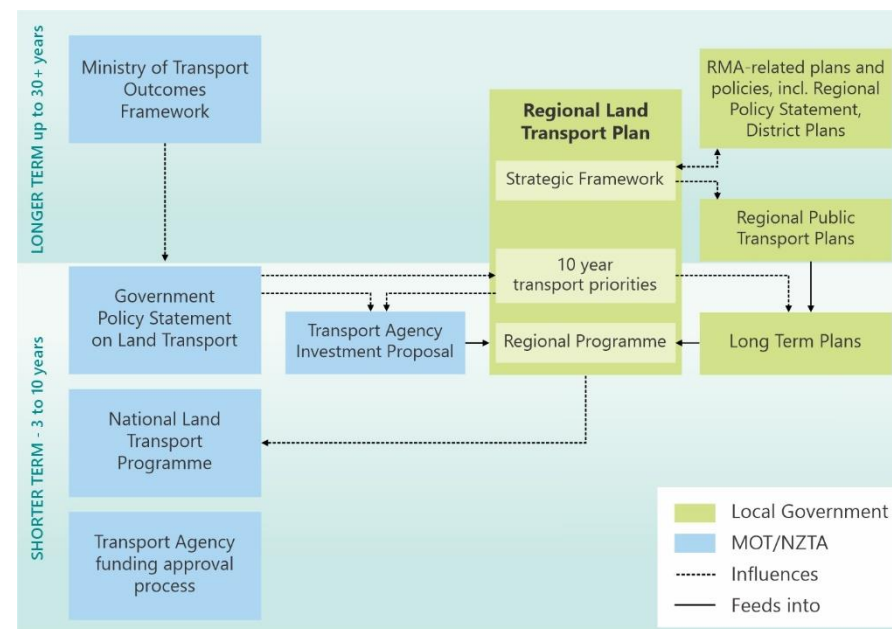 LONGER TERM up to 30+ years
Ministry of Transport
Outcomes
Framework
Regional Land
Transport Plan
Strategic Framework
RMA-related plans and
policies, incl. Regional
Policy Statement,
District Plans
Regional Public
Transport Plans
SHORTER TERM - 3 to 10 years
Government
Policy Statement
on Land Transport
10 year
transport priorities
Transport Agency
Investment Proposal
Regional Programme
Long Term Plans
National Land
Transport
Programme
Transport Agency
funding approval
process
Local Government
MOT/NZTA
Influences
Feeds into